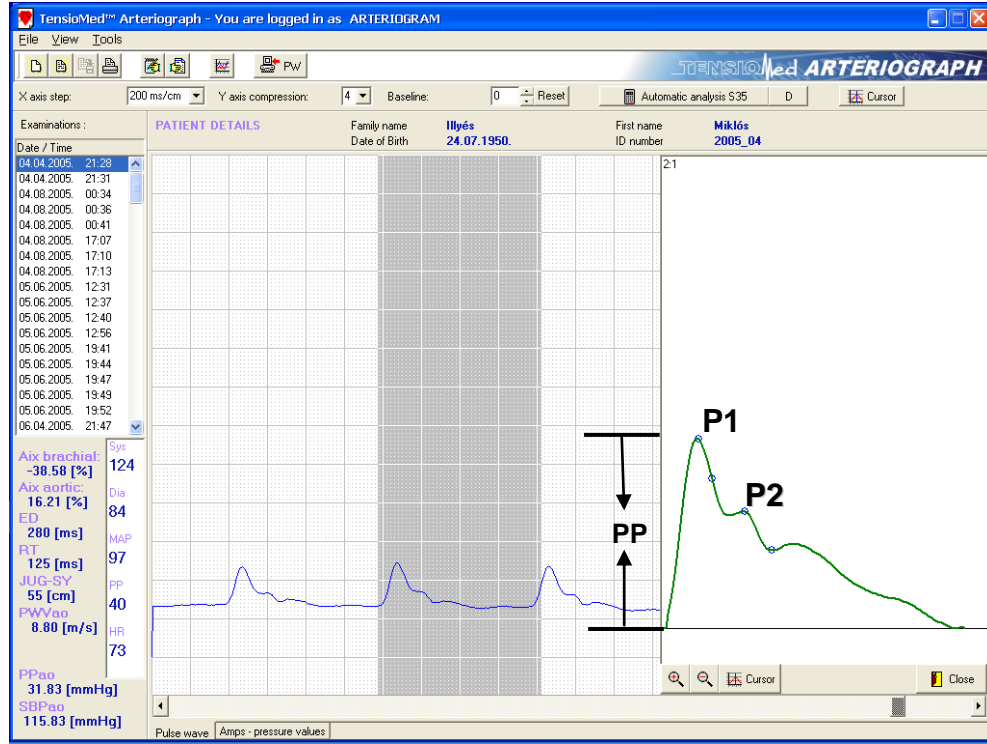 TensioMed™ Arteriograph - You are logged in as ARTERIOGRAM
File View Tools
PW
TENSIOMed ARTERIOGRAPH
X axis step: 200 ms/cm Y axis compression: 4 Baseline: 0 Reset Automatic analysis S35 D Cursor
Examinations :
PATIENT DETAILS
Family name Illyés First name Miklós
Date of Birth 24.07.1950. ID number 2005_04
Date / Time
04.04.2005. 21:28
04.04.2005. 21:31
04.08.2005. 00:34
04.08.2005. 00:36
04.08.2005. 00:41
04.08.2005. 17:07
04.08.2005. 17:10
04.08.2005. 17:13
05.06.2005. 12:31
05.06.2005. 12:37
05.06.2005. 12:40
05.06.2005. 12:56
05.06.2005. 19:41
05.06.2005. 19:44
05.06.2005. 19:47
05.06.2005. 19:49
05.06.2005. 19:52
06.04.2005. 21:47
Aix brachial:
-38.58 [%]
Aix aortic:
16.21 [%]
ED
280 [ms]
RT
125 [ms]
JUG-SY
55 [cm]
PWVao
8.80 [m/s]
PPao
31.83 [mmHg]
SBPao
115.83 [mmHg]
Sys
124
Dia
84
MAP
97
PP
40
HR
73
2:1
P1
P2
PP
Cursor Close
Pulse wave Amps - pressure values